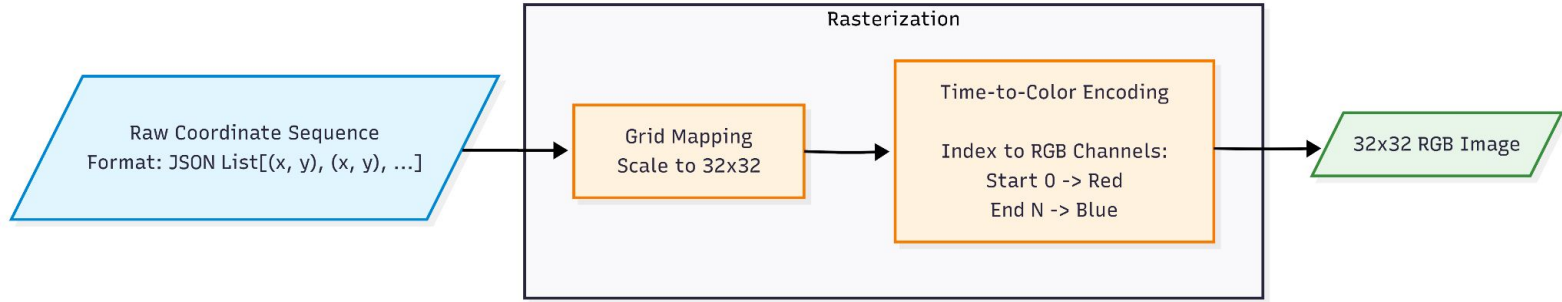 Rasterization
Raw Coordinate Sequence
Format: JSON List[(x, y), (x, y), ...]
Grid Mapping
Scale to 32x32
Time-to-Color Encoding
Index to RGB Channels:
Start 0 -> Red
End N -> Blue
32x32 RGB Image